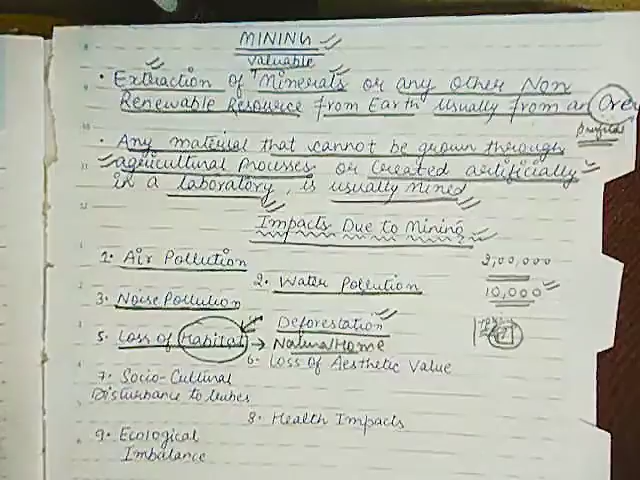 MINING
Valuable
• Extraction of Minerals or any other Non
Renewable Resource from Earth usually from an Ore
• Any material that cannot be grown through
agricultural Processes or Created artificially
in a laboratory, is usually mined
Impacts Due to Mining
1. Air Pollution
2,00,000
2. Water Pollution
10,000
3. Noise Pollution
Deforestation
5. Loss of Habitat → Natural Home
6. Loss of Aesthetic Value
7. Socio-Cultural
Disturbance to
8. Health Impacts
9. Ecological
Imbalance